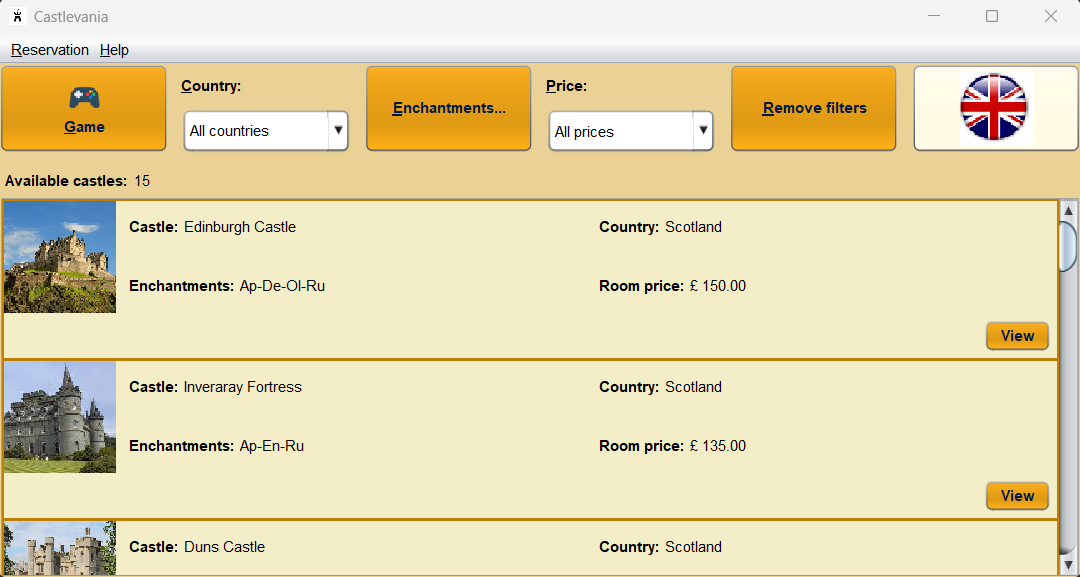 Castlevania
Reservation Help
Game
Country:
All countries
Enchantments...
Price:
All prices
Remove filters
Available castles: 15
Castle: Edinburgh Castle
Country: Scotland
Enchantments: Ap-De-Ol-Ru
Room price: £ 150.00
View
Castle: Inveraray Fortress
Country: Scotland
Enchantments: Ap-En-Ru
Room price: £ 135.00
View
Castle: Duns Castle
Country: Scotland